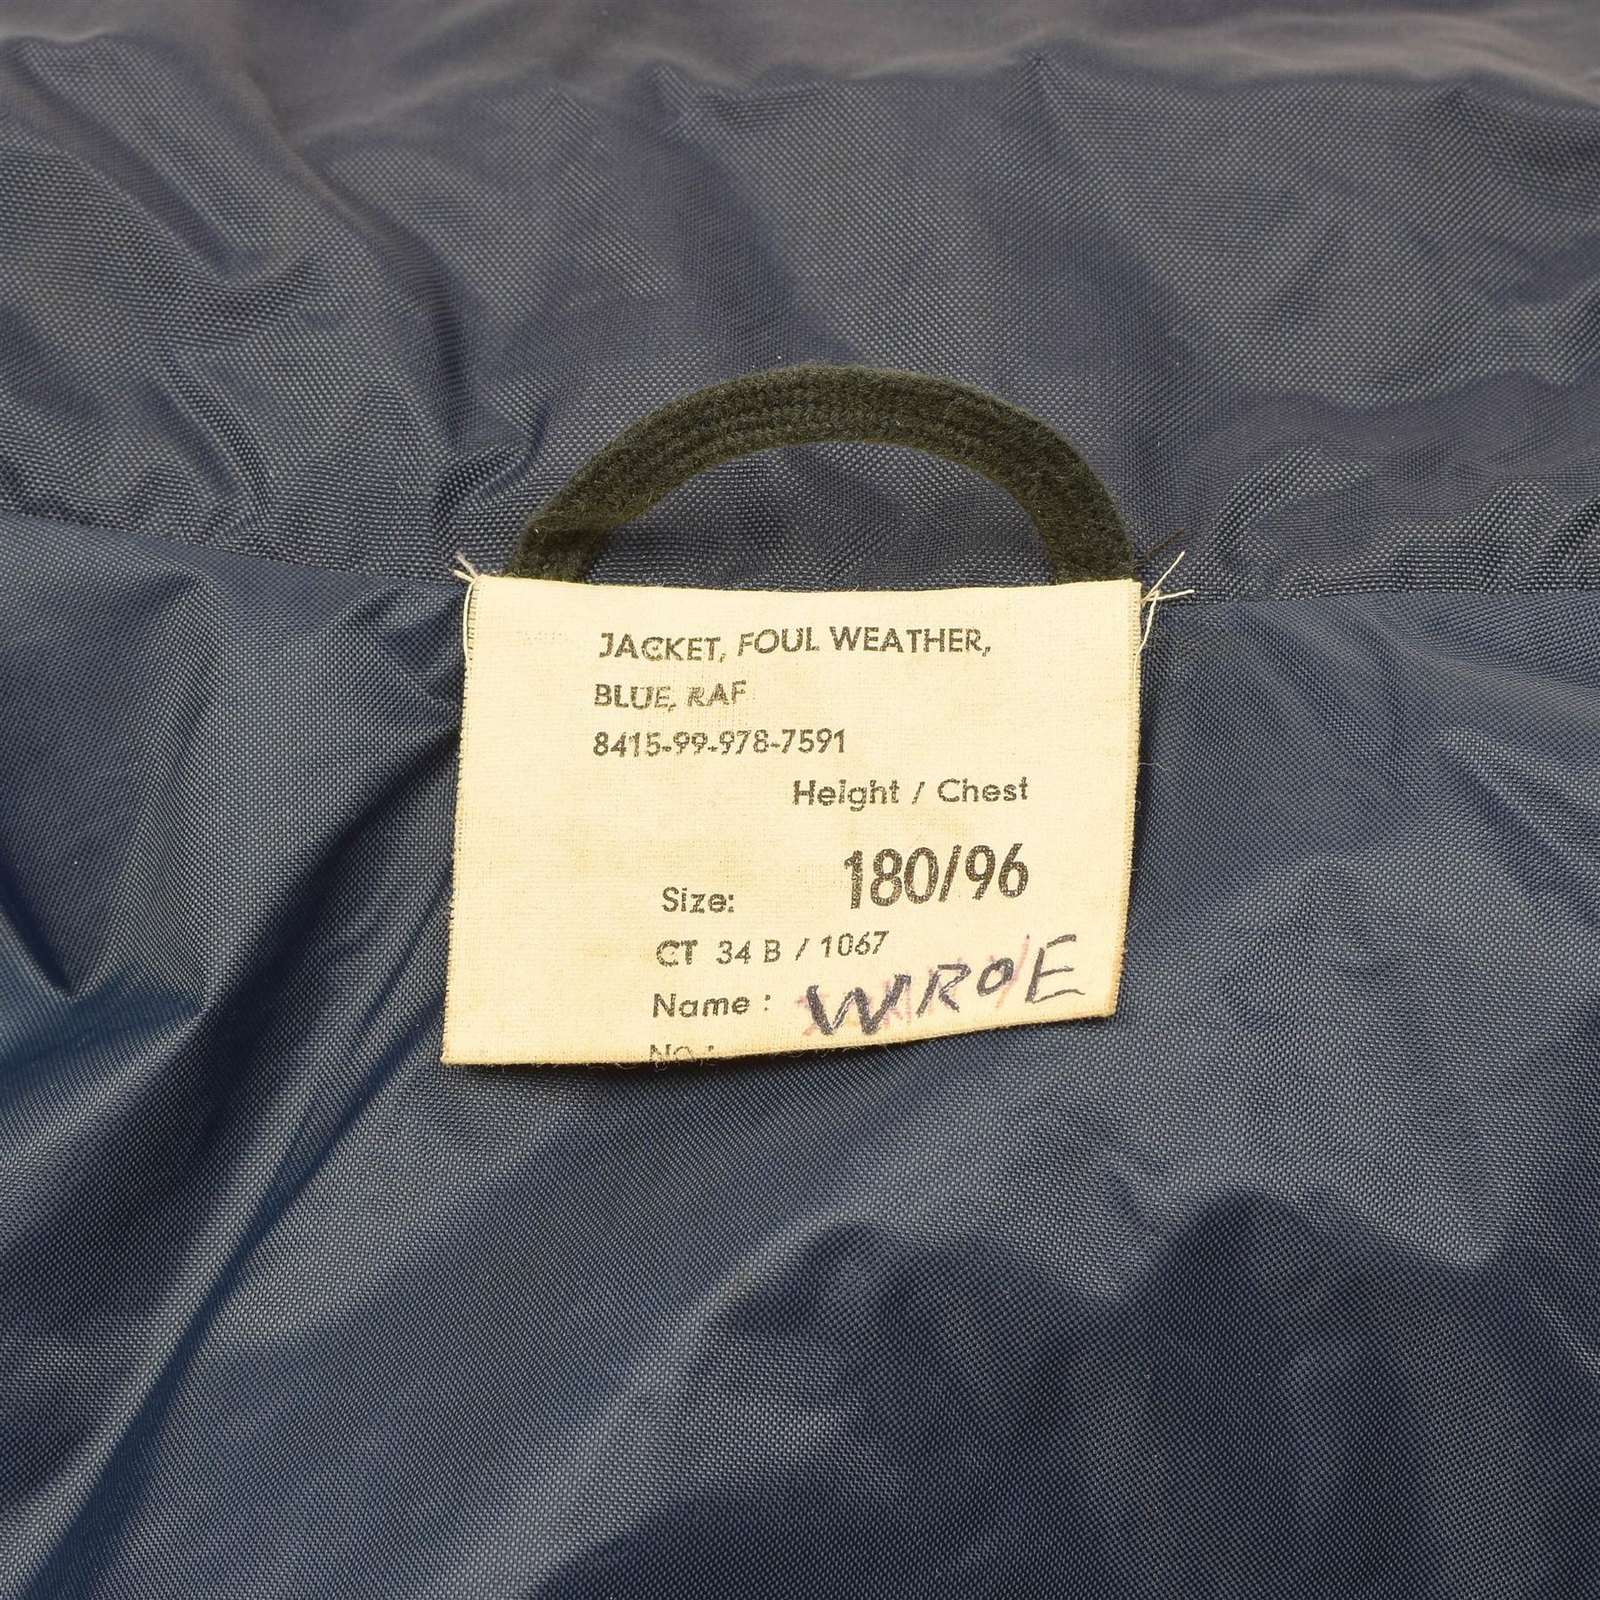 JACKET, FOUL WEATHER,
BLUE, RAF
8415-99-978-7591
Height / Chest
Size: 180/96
CT 34 B / 1067
Name : WROE
No :